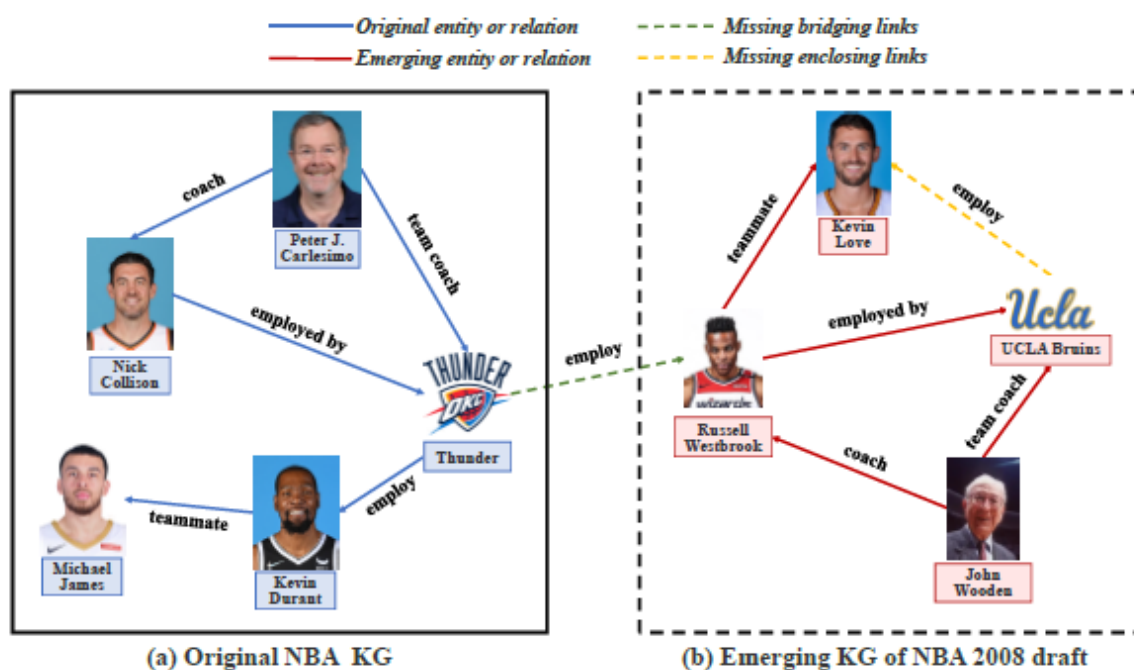 Original entity or relation
Missing bridging links
Emerging entity or relation
Missing enclosing links
coach
Peter J.
Carlesimo
team coach
Nick
Collison
employed by
THUNDER
OKC
Thunder
employ
employ
Michael
James
teammate
Kevin
Durant
Kevin
Love
teammate
employ
employed by
Ucla
UCLA Bruins
wizards
Russell
Westbrook
coach
team coach
John
Wooden
(a) Original NBA KG
(b) Emerging KG of NBA 2008 draft